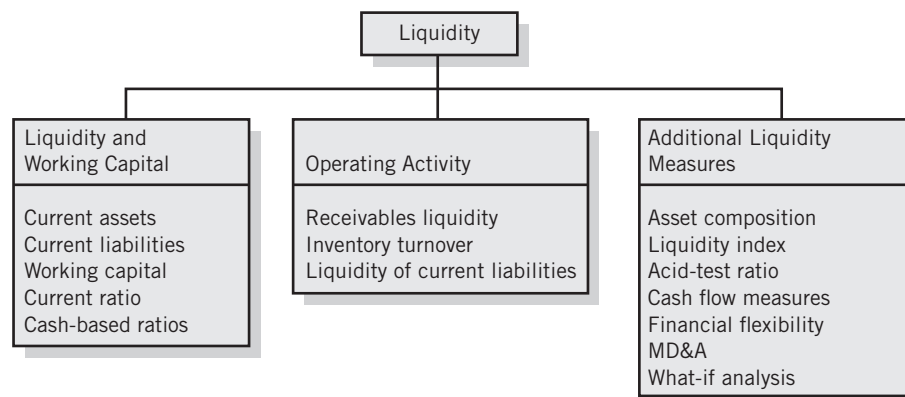 Liquidity
Liquidity and
Working Capital
Current assets
Current liabilities
Working capital
Current ratio
Cash-based ratios
Operating Activity
Receivables liquidity
Inventory turnover
Liquidity of current liabilities
Additional Liquidity
Measures
Asset composition
Liquidity index
Acid-test ratio
Cash flow measures
Financial flexibility
MD&A
What-if analysis